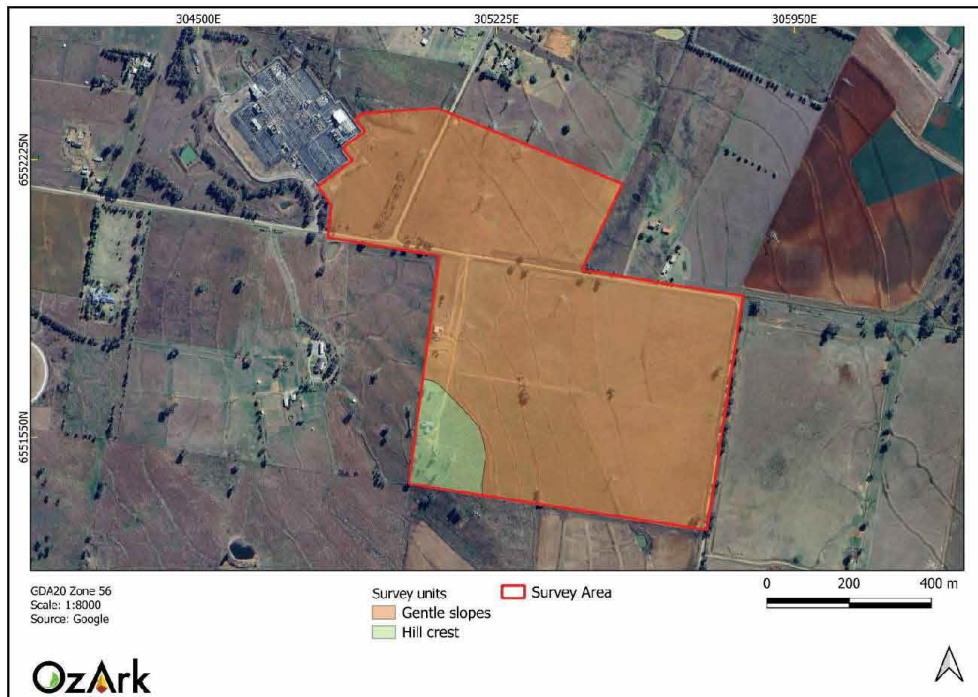 304500E
305225E
305950E
6552225N
6551550N
GDA20 Zone 56
Scale: 1:8000
Source: Google
Survey units
Gentle slopes
Hill crest
Survey Area
0 200 400 m
OzArk